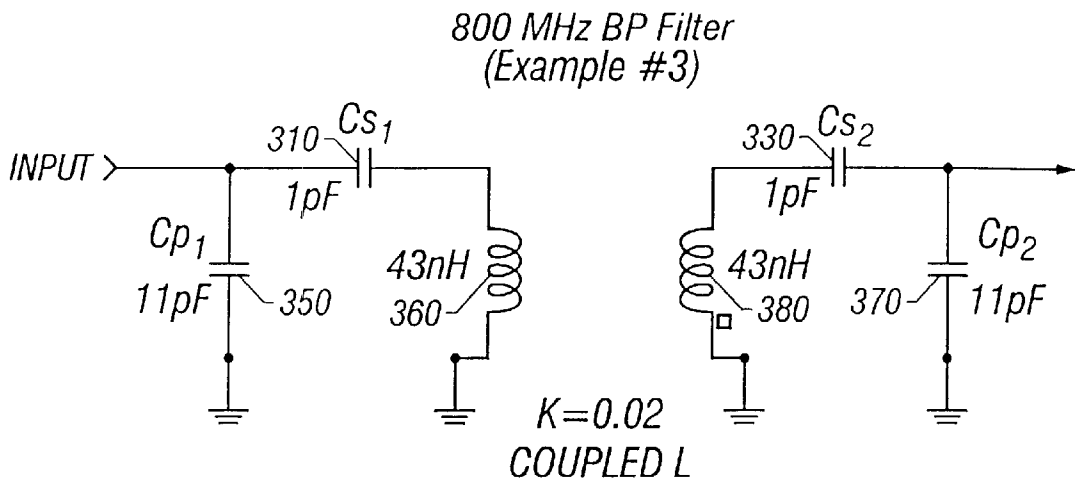 800 MHz BP Filter
(Example #3)
310
Cs1
330
Cs2
INPUT
1pF
1pF
Cp1
Cp2
43nH
43nH
11pF
350
360
380
370
11pF
K=0.02
COUPLED L